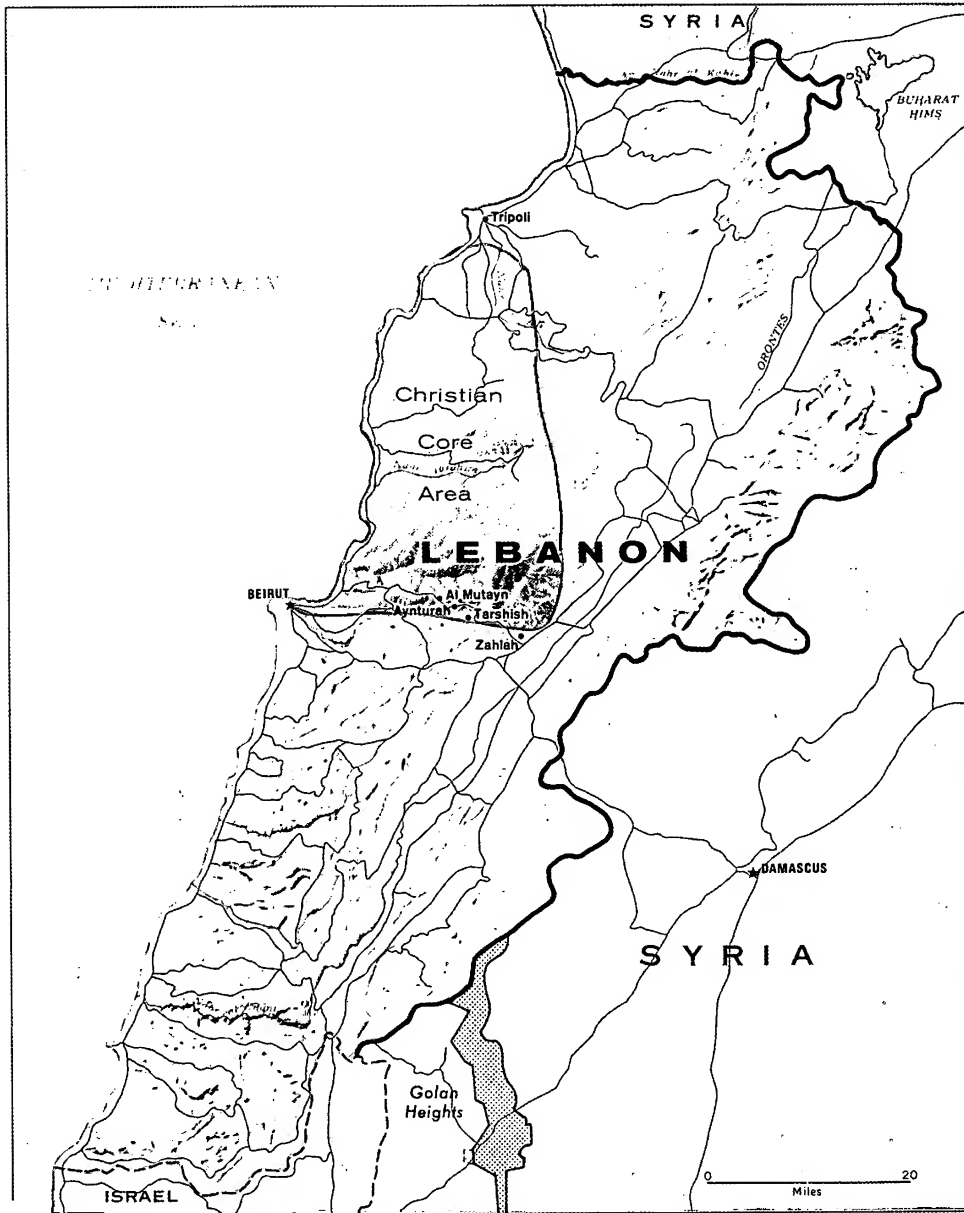 SYRIA
BUHARAT
HIMS
Tripoli
ORONTES
Christian
Core
Area
LEBANON
BEIRUT
Al Mutayn
Aynturah
Tarshish
Zahlah
DAMASCUS
SYRIA
Golan
Heights
ISRAEL
0 20
Miles